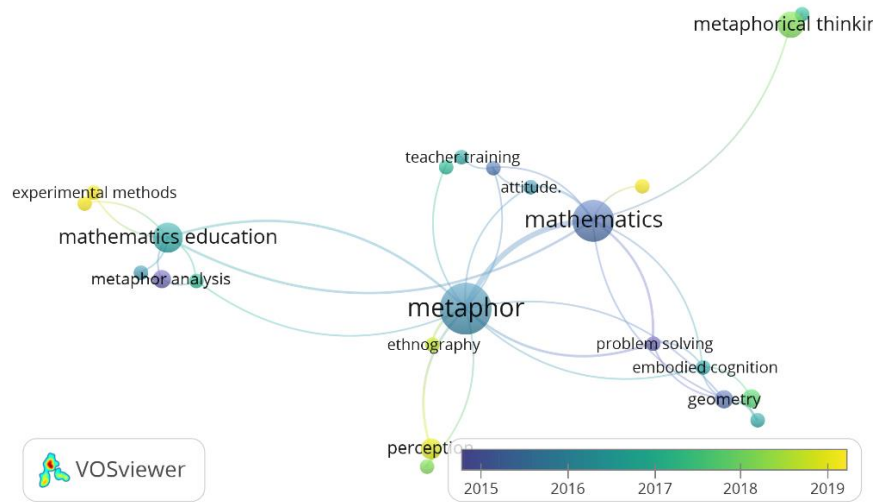 metaphorical thinkin
teacher training
attitude.
experimental methods
mathematics
mathematics education
metaphor analysis
metaphor
ethnography
problem solving
embodied cognition
geometry
perception
VOSviewer
2015 2016 2017 2018 2019